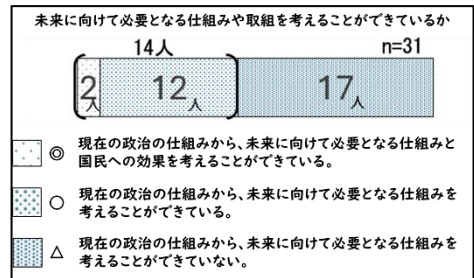 未来に向けて必要となる仕組みや取組を考えることができているか
14人 n=31
2人 12人 17人
◎ 現在の政治の仕組みから、未来に向けて必要となる仕組みと
国民への効果を考えることができている。
○ 現在の政治の仕組みから、未来に向けて必要となる仕組みを
考えることができている。
△ 現在の政治の仕組みから、未来に向けて必要となる仕組みを
考えることができていない。